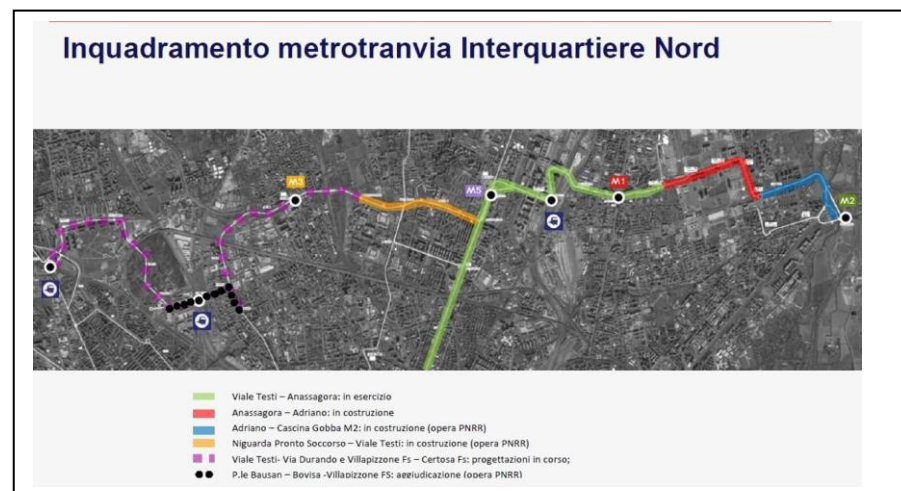 Inquadramento metrotranvia Interquartiere Nord
M3
M5
M1
M2
Viale Testi – Anassagora: in esercizio
Anassagora – Adriano: in costruzione
Adriano – Cascina Gobba M2: in costruzione (opera PNRR)
Niguarda Pronto Soccorso – Viale Testi: in costruzione (opera PNRR)
Viale Testi- Via Durando e Villapizzone Fs – Certosa Fs: progettazioni in corso;
P.le Bausan – Bovisa -Villapizzone FS: aggiudicazione (opera PNRR)